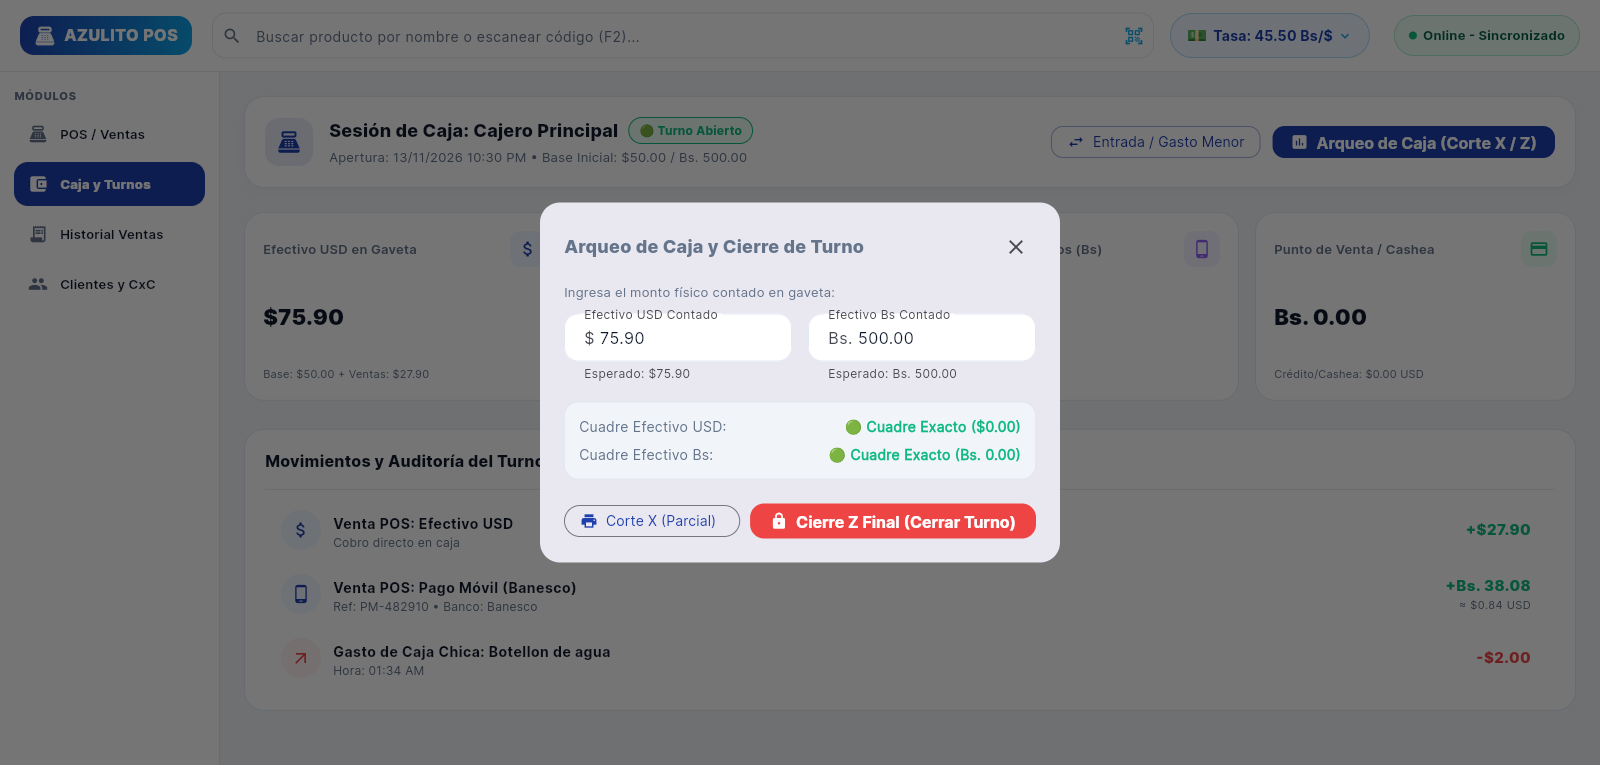 AZULITO POS
Buscar producto por nombre o escanear código (F2)...
Tasa: 45.50 Bs/$
Online - Sincronizado
MÓDULOS
POS / Ventas
Caja y Turnos
Historial Ventas
Clientes y CxC
Sesión de Caja: Cajero Principal
Turno Abierto
Apertura: 13/11/2026 10:30 PM • Base Inicial: $50.00 / Bs. 500.00
Entrada / Gasto Menor
Arqueo de Caja (Corte X / Z)
Efectivo USD en Gaveta
$
$75.90
Base: $50.00 + Ventas: $27.90
(Bs)
Punto de Venta / Cashea
Bs. 0.00
Crédito/Cashea: $0.00 USD
Arqueo de Caja y Cierre de Turno
Ingresa el monto físico contado en gaveta:
Efectivo USD Contado
$ 75.90
Esperado: $75.90
Efectivo Bs Contado
Bs. 500.00
Esperado: Bs. 500.00
Cuadre Efectivo USD:
Cuadre Exacto ($0.00)
Cuadre Efectivo Bs:
Cuadre Exacto (Bs. 0.00)
Corte X (Parcial)
Cierre Z Final (Cerrar Turno)
Movimientos y Auditoría del Turno
$
Venta POS: Efectivo USD
Cobro directo en caja
+$27.90
Venta POS: Pago Móvil (Banesco)
Ref: PM-482910 • Banco: Banesco
+Bs. 38.08
≈ $0.84 USD
Gasto de Caja Chica: Botellon de agua
Hora: 01:34 AM
-$2.00